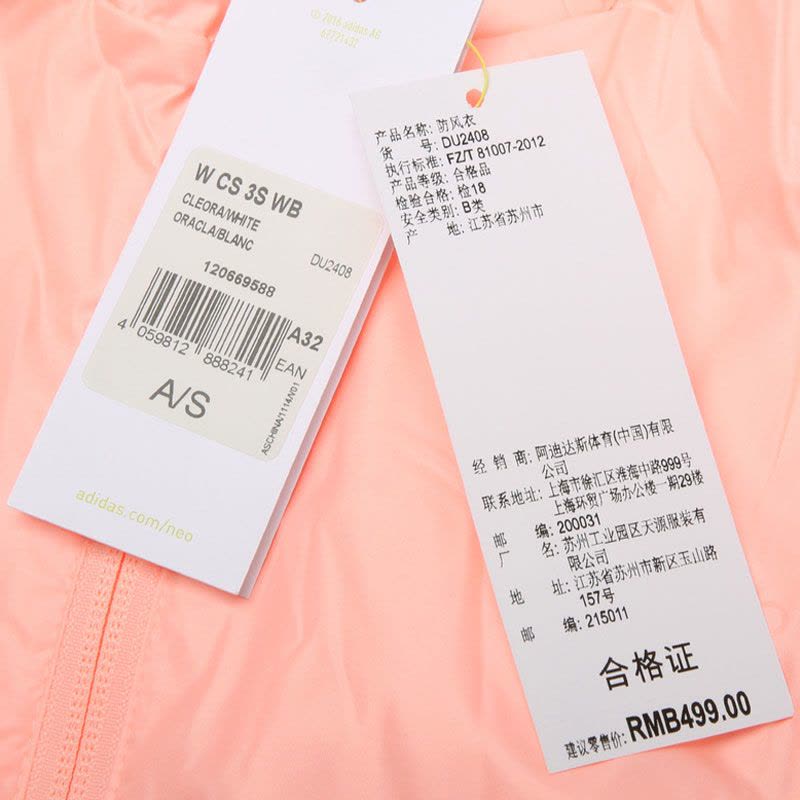 © 2016 adidas AG
61721432
W CS 3S WB
CLEORA/WHITE
ORACLA/BLANC
DU2408
120669588
A32
4 059812 888241
EAN
A/S
ASCHINA/1114/V01
adidas.com/neo
产品名称: 防风衣
货 号: DU2408
执行标准: FZ/T 81007-2012
产品等级: 合格品
检验合格: 检18
安全类别: B类
产 地: 江苏省苏州市
经 销 商: 阿迪达斯体育(中国)有限
公司
联系地址: 上海市徐汇区淮海中路999号
上海环贸广场办公楼一期29楼
邮 编: 200031
厂 名: 苏州工业园区天源服装有
限公司
地 址: 江苏省苏州市新区玉山路
157号
邮 编: 215011
合格证
建议零售价: RMB499.00